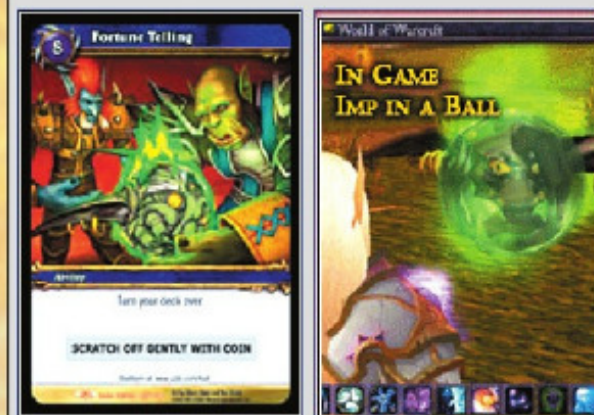 8
Fortune Telling
Ability
Turn your deck over
SCRATCH OFF GENTLY WITH COIN
World of Warcraft
IN GAME
IMP IN A BALL